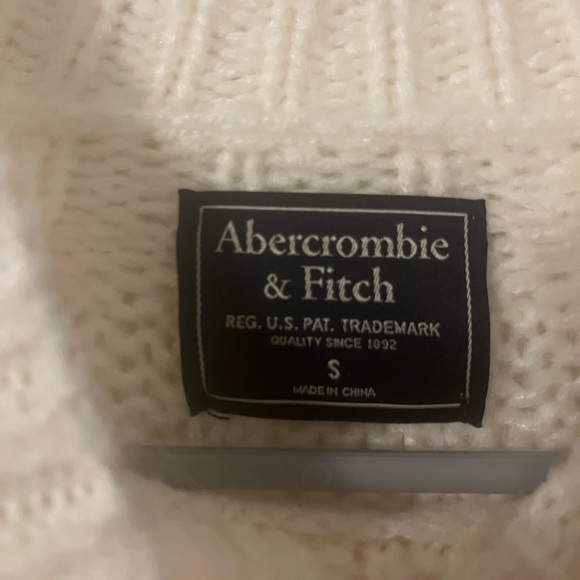 Abercrombie
& Fitch
REG. U.S. PAT. TRADEMARK
QUALITY SINCE 1892
S
MADE IN CHINA